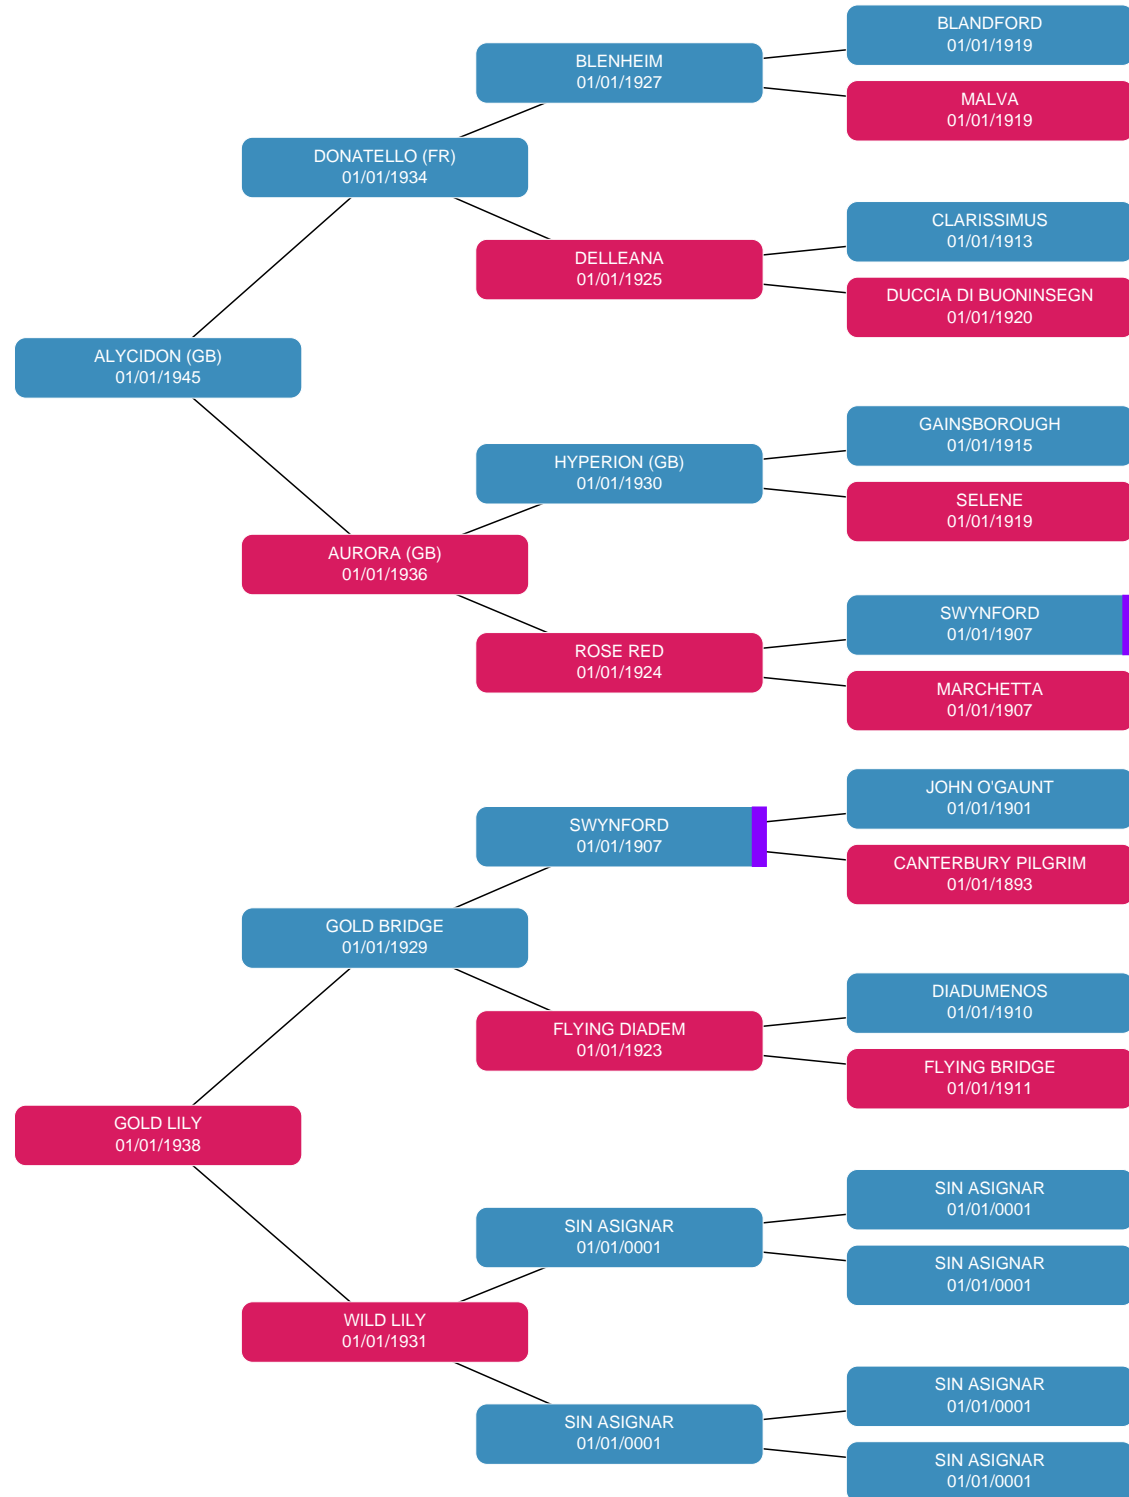 BLANDFORD
01/01/1919
BLENHEIM
01/01/1927
MALVA
01/01/1919
DONATELLO (FR)
01/01/1934
CLARISSIMUS
01/01/1913
DELLEANA
01/01/1925
DUCCIA DI BUONINSEGN
01/01/1920
ALYCIDON (GB)
01/01/1945
GAINSBOROUGH
01/01/1915
HYPERION (GB)
01/01/1930
SELENE
01/01/1919
AURORA (GB)
01/01/1936
SWYNFORD
01/01/1907
ROSE RED
01/01/1924
MARCHETTA
01/01/1907
JOHN O'GAUNT
01/01/1901
SWYNFORD
01/01/1907
CANTERBURY PILGRIM
01/01/1893
GOLD BRIDGE
01/01/1929
DIADUMENOS
01/01/1910
FLYING DIADEM
01/01/1923
FLYING BRIDGE
01/01/1911
GOLD LILY
01/01/1938
SIN ASIGNAR
01/01/0001
SIN ASIGNAR
01/01/0001
SIN ASIGNAR
01/01/0001
WILD LILY
01/01/1931
SIN ASIGNAR
01/01/0001
SIN ASIGNAR
01/01/0001
SIN ASIGNAR
01/01/0001